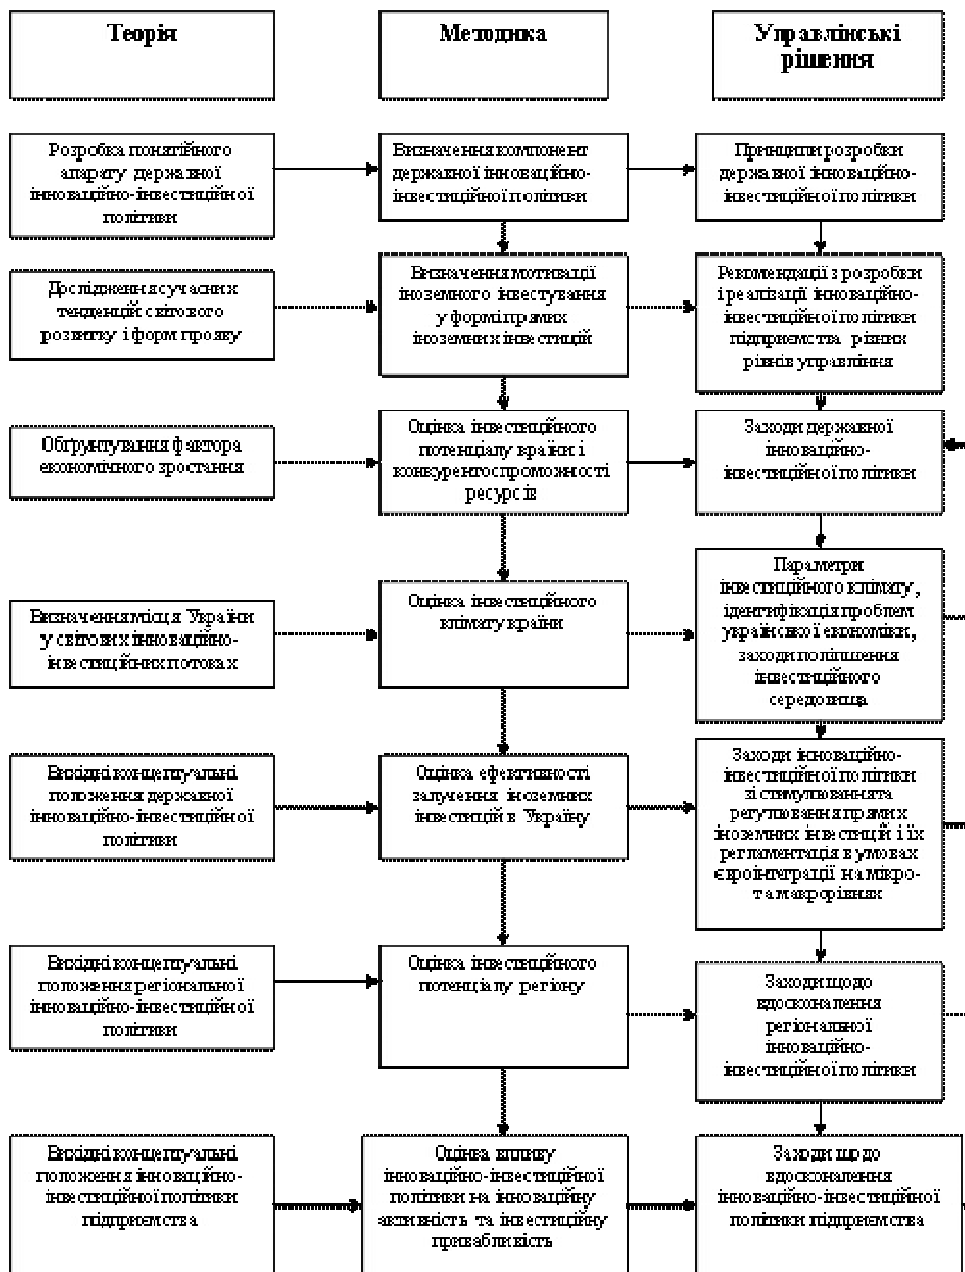 Теорія
Методика
Управлінські
рішення
Розробка понятійного
апарату державної
інноваційно-інвестиційної
політики
Визначення компонент
державної інноваційно-
інвестиційної політики
Принципи розробки
державної інноваційно-
інвестиційної політики
Дослідження сучасних
тенденцій світового
розвитку і форм прояву
Визначення мотивації
іноземного інвестування
у формі прямих
іноземних інвестицій
Рекомендації з розробки
і реалізації інноваційно-
інвестиційної політики
підприємства різних
рівнів управління
Обґрунтування фактора
економічного зростання
Оцінка інвестиційного
потенціалу країни і
конкурентоспроможності
ресурсів
Заходи державної
інноваційно-
інвестиційної політики
Визначення місця України
у світових інноваційно-
інвестиційних потоках
Оцінка інвестиційного
клімату країни
Параметри
інвестиційного клімату,
ідентифікація проблем
української економіки,
заходи поліпшення
інвестиційного
середовища
Вихідні концептуальні
положення державної
інноваційно-інвестиційної
політики
Оцінка ефективності
залучення іноземних
інвестицій в Україну
Заходи інноваційно-
інвестиційної політики
зі стимулювання та
регулювання прямих
іноземних інвестицій і їх
регламентація в умовах
євроінтеграції на мікро-
та макрорівнях
Вихідні концептуальні
положення регіональної
інноваційно-інвестиційної
політики
Оцінка інвестиційного
потенціалу регіону
Заходи щодо
вдосконалення
регіональної
інноваційно-
інвестиційної політики
Вихідні концептуальні
положення інноваційно-
інвестиційної політики
підприємства
Оцінка впливу
інноваційно-інвестиційної
політики на інноваційну
активність та інвестиційну
привабливість
Заходи щодо
вдосконалення
інноваційно-інвестиційної
політики підприємства